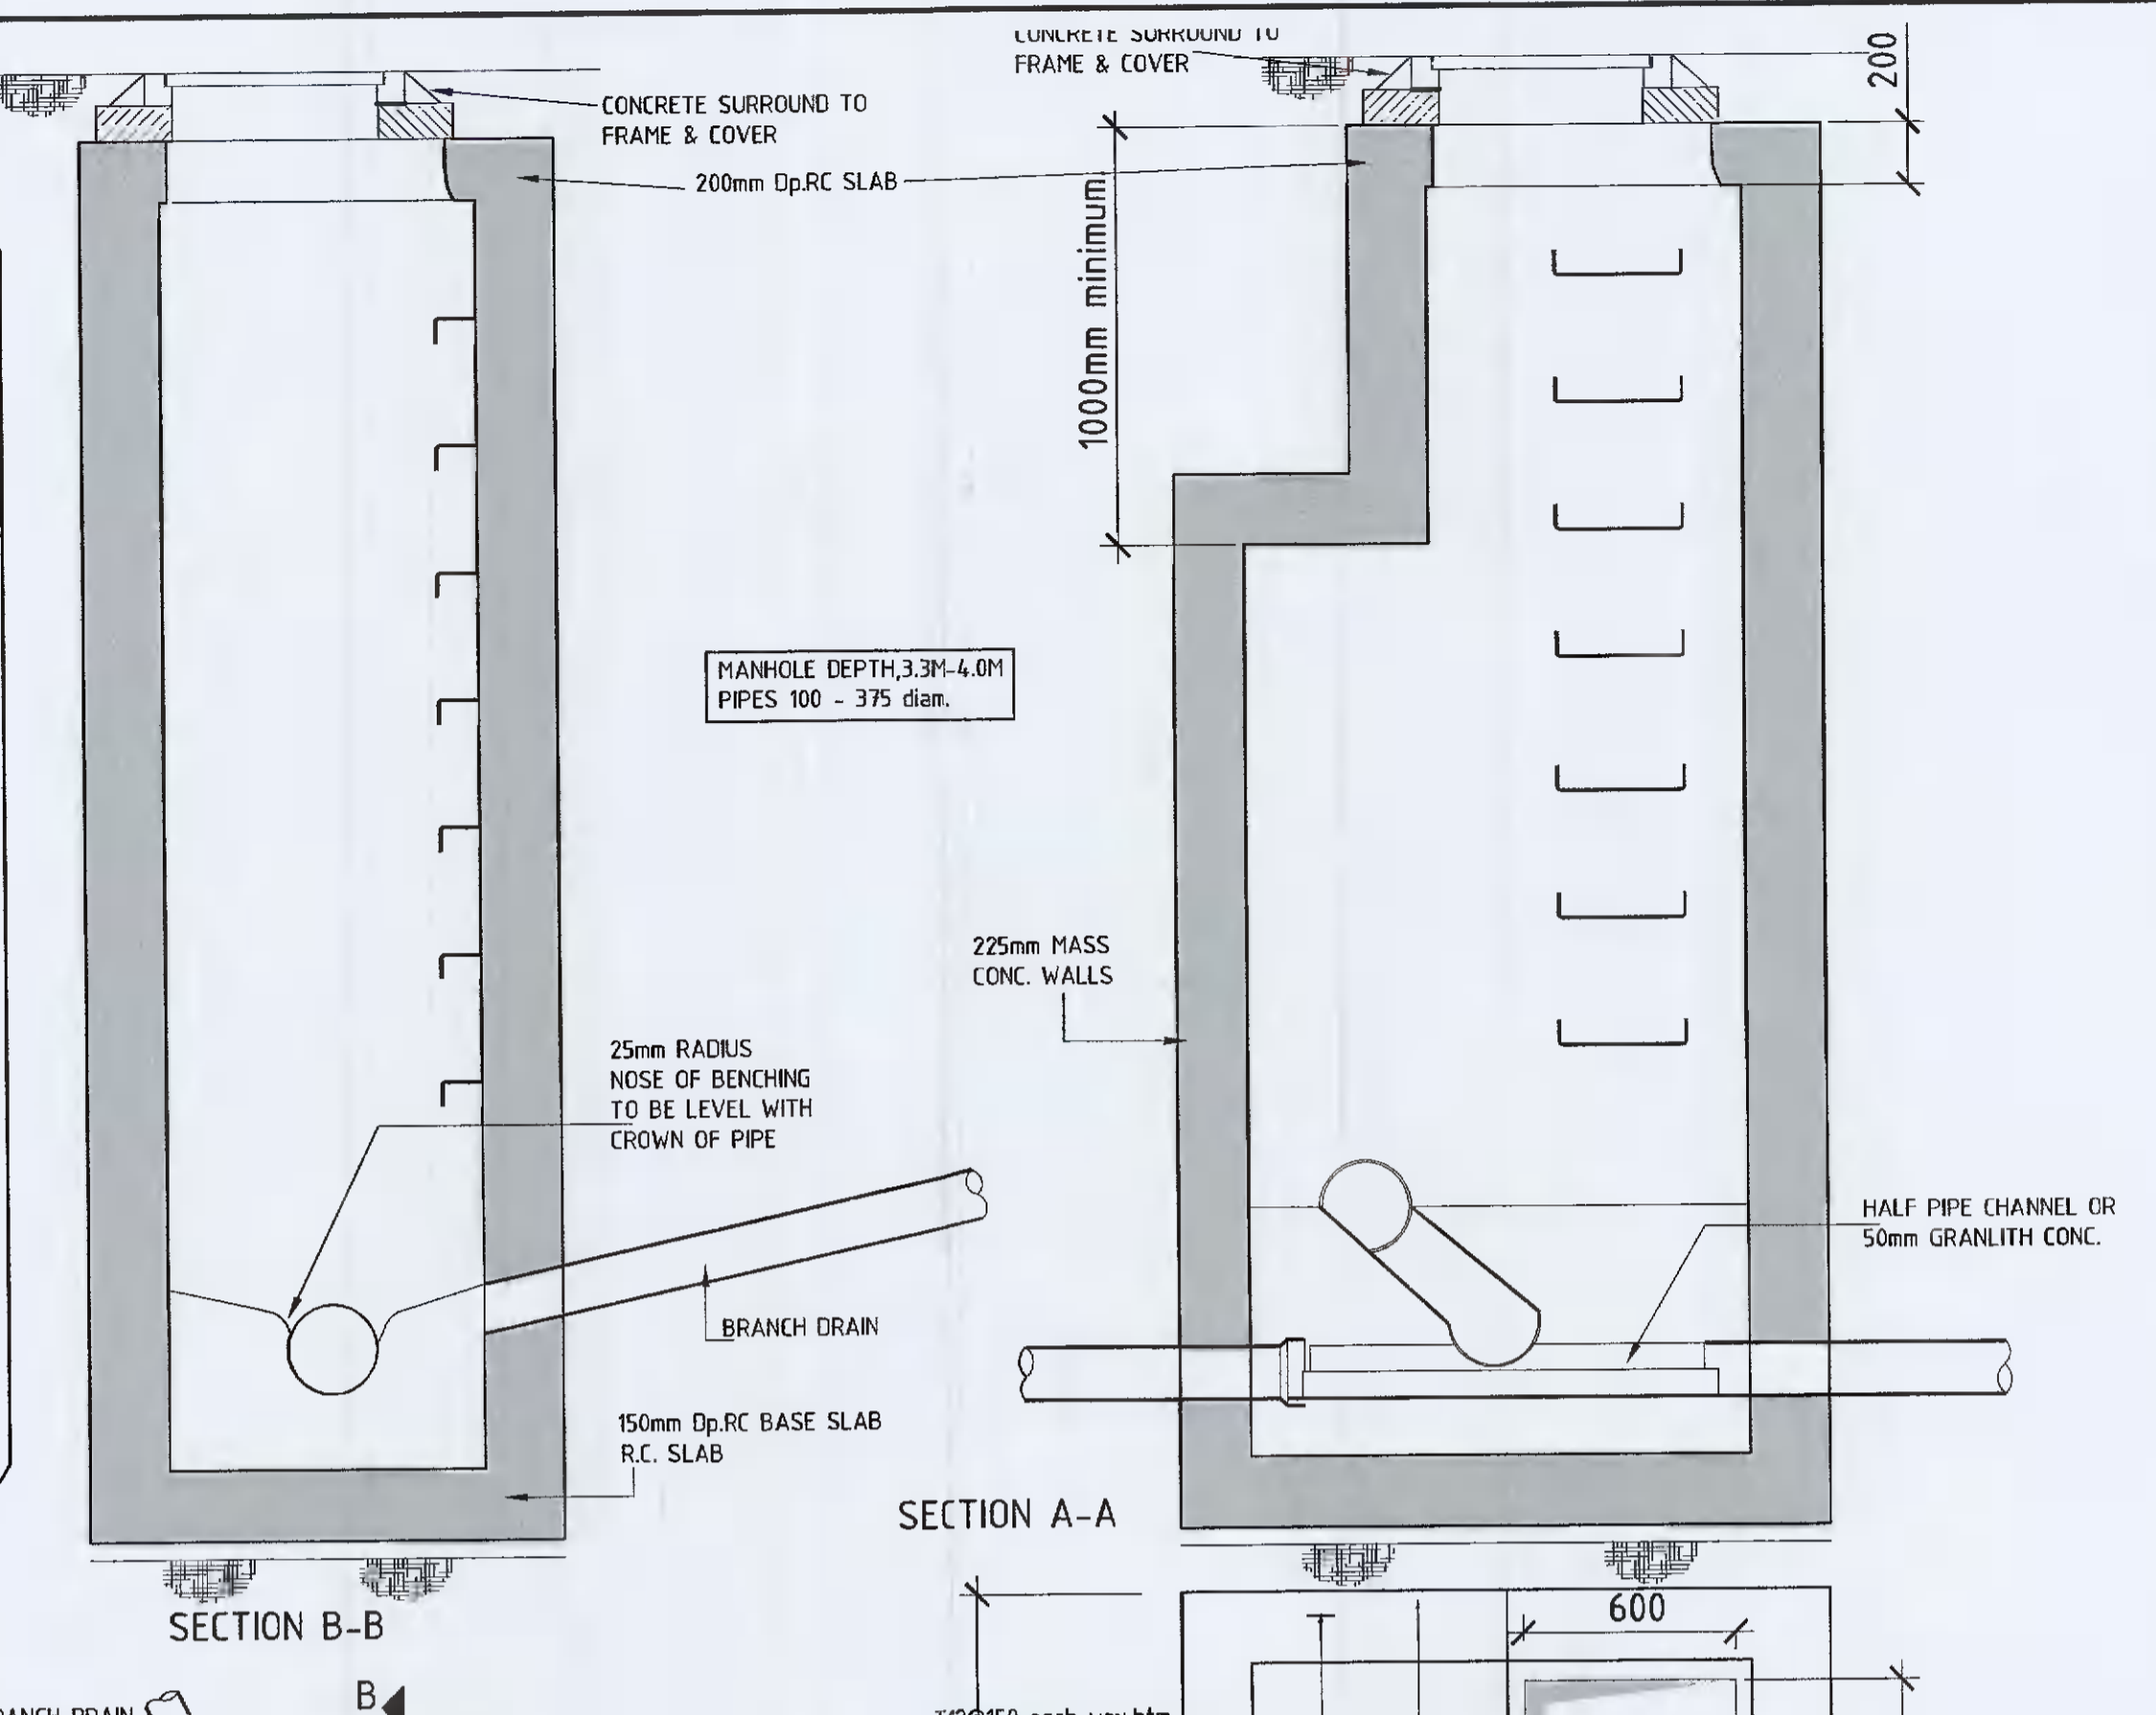 CONCRETE SURROUND TO
FRAME & COVER
CONCRETE SURROUND TO
FRAME & COVER
200
200mm Dp.RC SLAB
1000mm minimum
MANHOLE DEPTH,3.3M-4.0M
PIPES 100 - 375 diam.
225mm MASS
CONC. WALLS
25mm RADIUS
NOSE OF BENCHING
TO BE LEVEL WITH
CROWN OF PIPE
HALF PIPE CHANNEL OR
50mm GRANLITH CONC.
BRANCH DRAIN
150mm Dp.RC BASE SLAB
R.C. SLAB
SECTION A-A
SECTION B-B
600
B